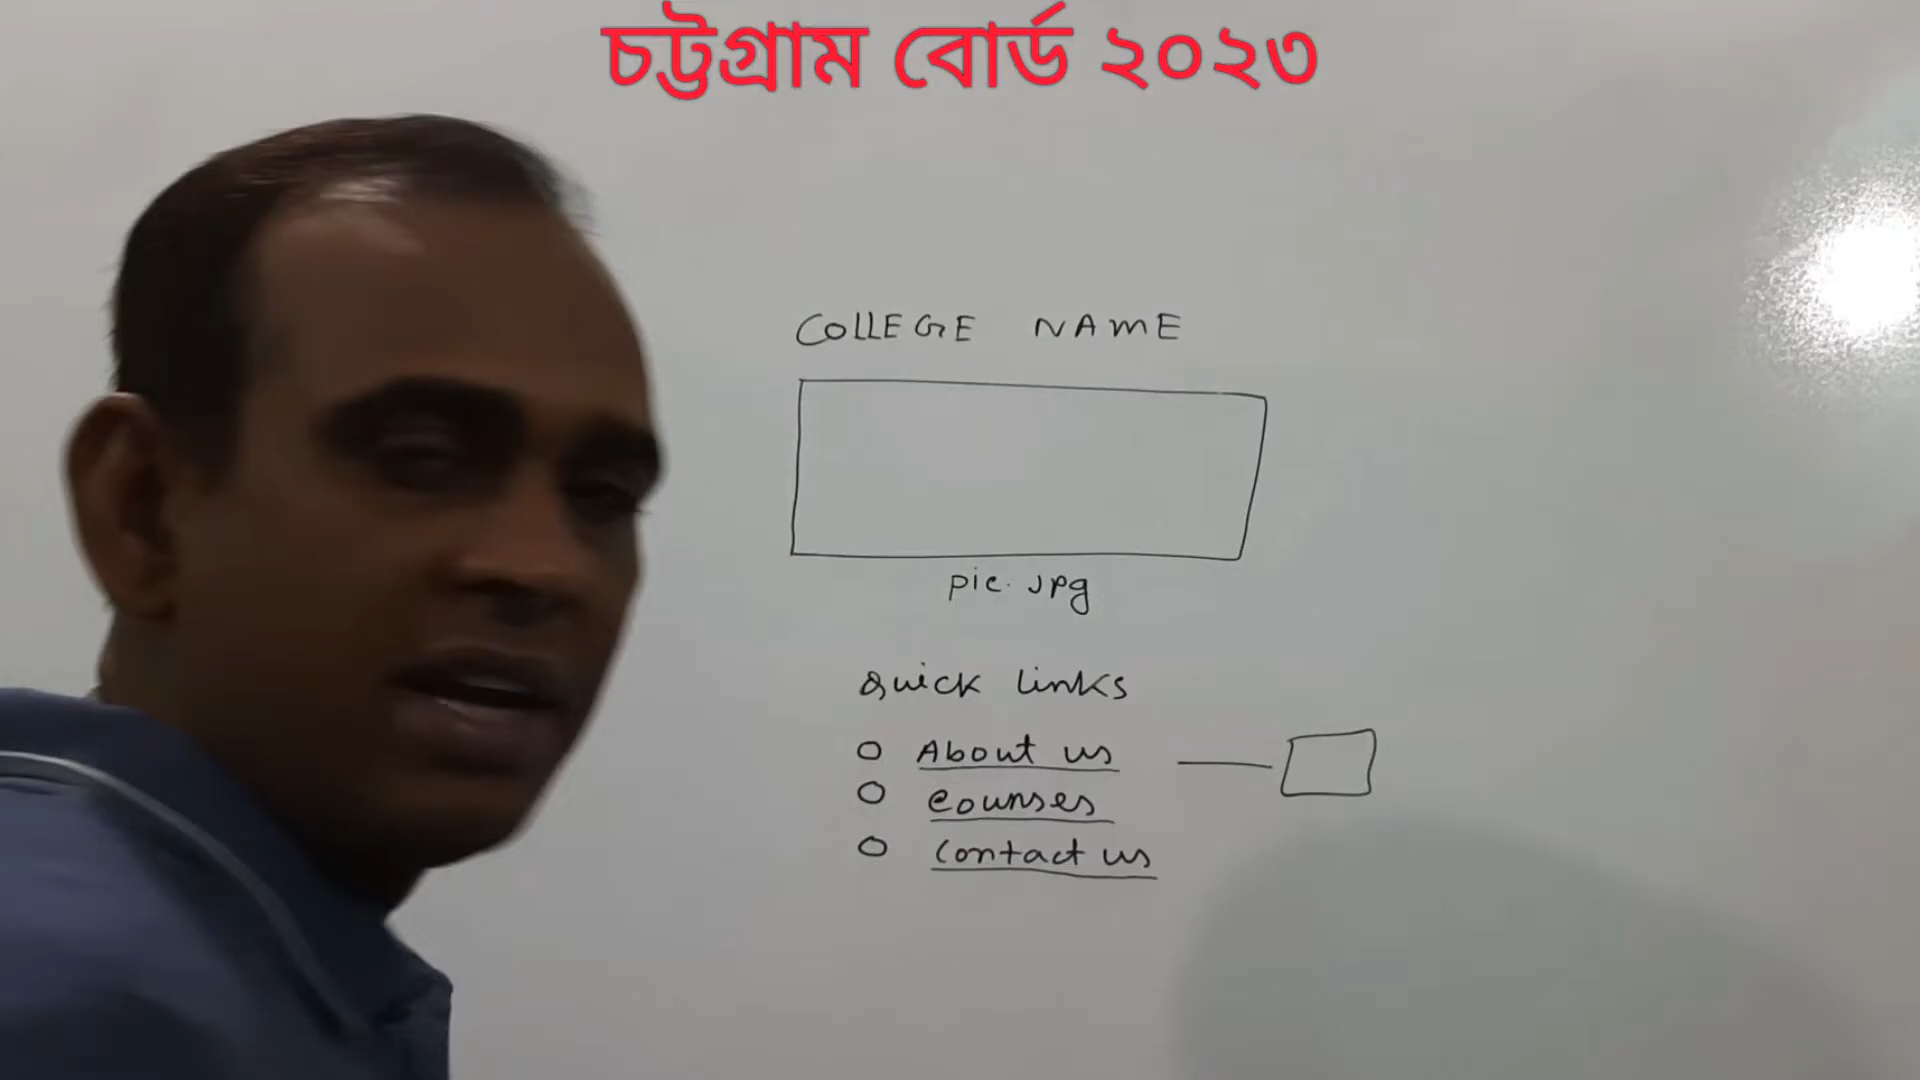 চট্টগ্রাম বোর্ড ২০২৩
COLLEGE NAME
pic.jpg
Quick links
About us
Courses
Contact us